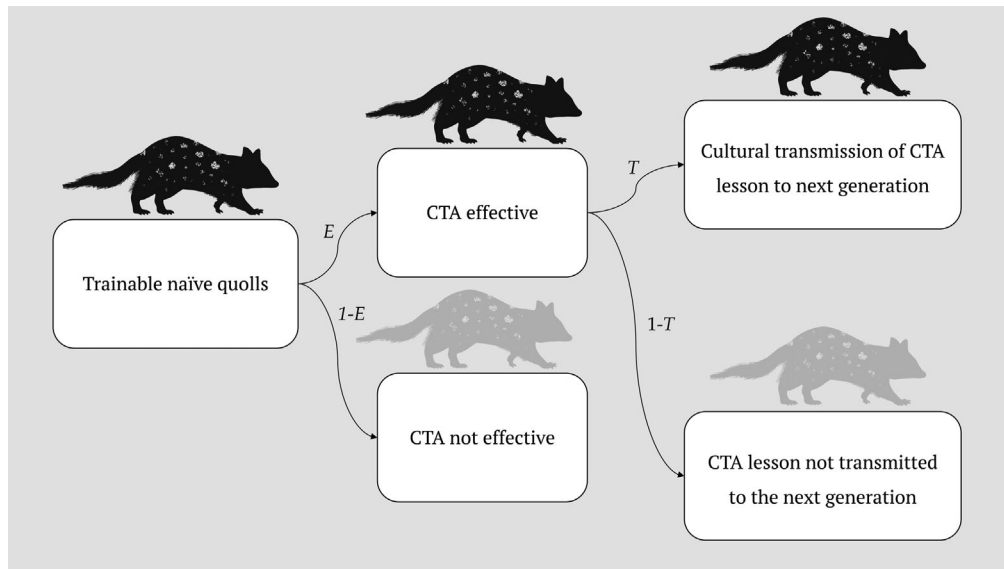 Trainable naïve quolls
E
1-E
CTA effective
CTA not effective
T
1-T
Cultural transmission of CTA
lesson to next generation
CTA lesson not transmitted
to the next generation